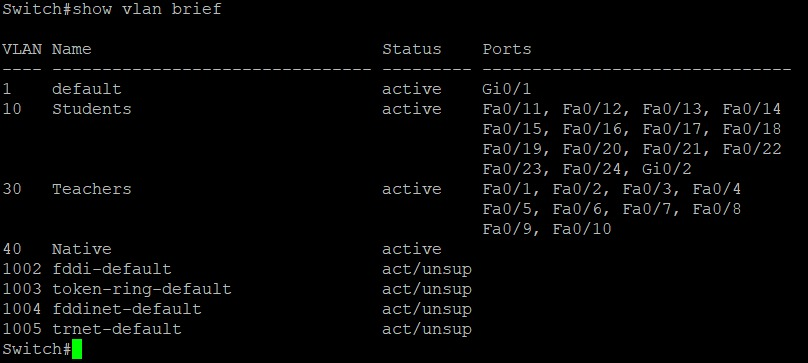 Switch#show vlan brief
VLAN Name                             Status    Ports
---- -------------------------------- --------- -------------------------------
1    default                          active    Gi0/1
10   Students                         active    Fa0/11, Fa0/12, Fa0/13, Fa0/14
                                                Fa0/15, Fa0/16, Fa0/17, Fa0/18
                                                Fa0/19, Fa0/20, Fa0/21, Fa0/22
                                                Fa0/23, Fa0/24, Gi0/2
30   Teachers                         active    Fa0/1, Fa0/2, Fa0/3, Fa0/4
                                                Fa0/5, Fa0/6, Fa0/7, Fa0/8
                                                Fa0/9, Fa0/10
40   Native                           active
1002 fddi-default                     act/unsup
1003 token-ring-default               act/unsup
1004 fddinet-default                  act/unsup
1005 trnet-default                    act/unsup
Switch#